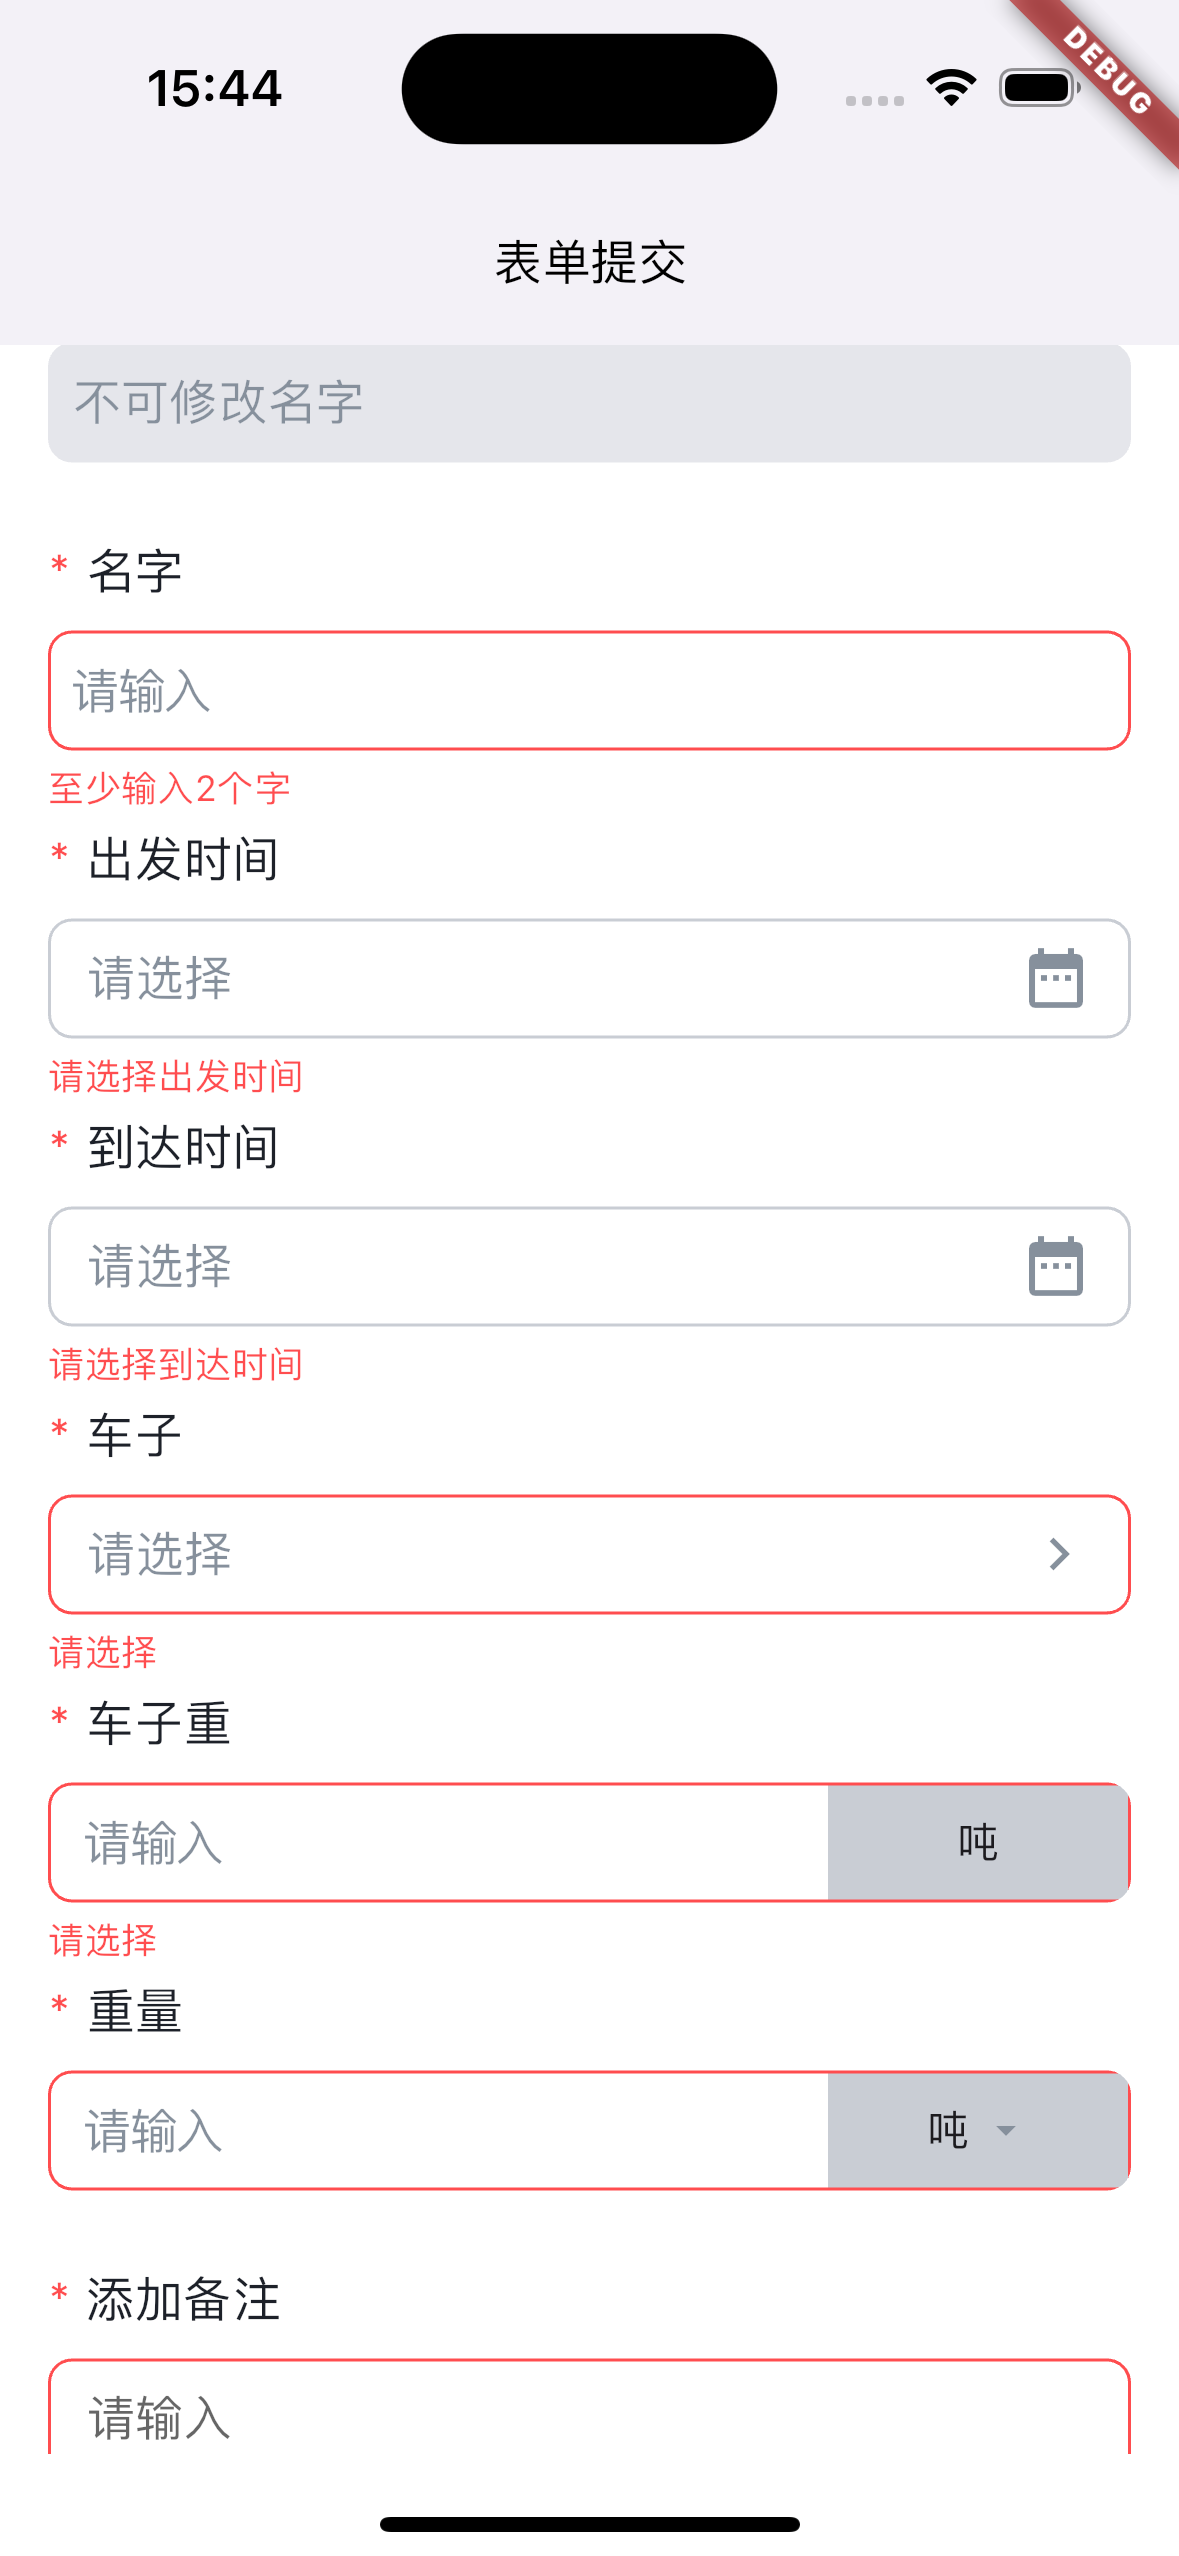 15:44
DEBUG
表单提交
不可修改名字
* 名字
请输入
至少输入2个字
* 出发时间
请选择
请选择出发时间
* 到达时间
请选择
请选择到达时间
* 车子
请选择
请选择
* 车子重
请输入 吨
请选择
* 重量
请输入 吨
* 添加备注
请输入